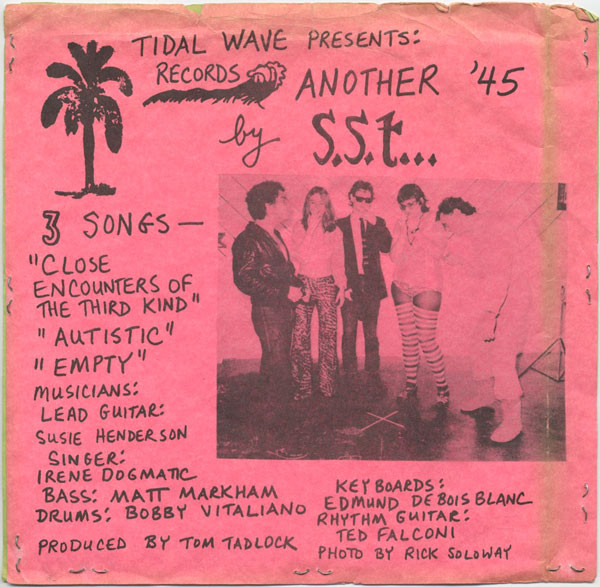 TIDAL WAVE PRESENTS:
RECORDS
ANOTHER '45
by S.S.t...
3 SONGS —
"CLOSE
ENCOUNTERS OF
THE THIRD KIND"
"AUTISTIC"
"EMPTY"
MUSICIANS:
LEAD GUITAR:
SUSIE HENDERSON
SINGER:
IRENE DOGMATIC
BASS: MATT MARKHAM
DRUMS: BOBBY VITALIANO
PRODUCED BY TOM TADLOCK
KEYBOARDS:
EDMUND DE BOIS BLANC
RHYTHM GUITAR:
TED FALCONI
PHOTO BY RICK SOLOWAY